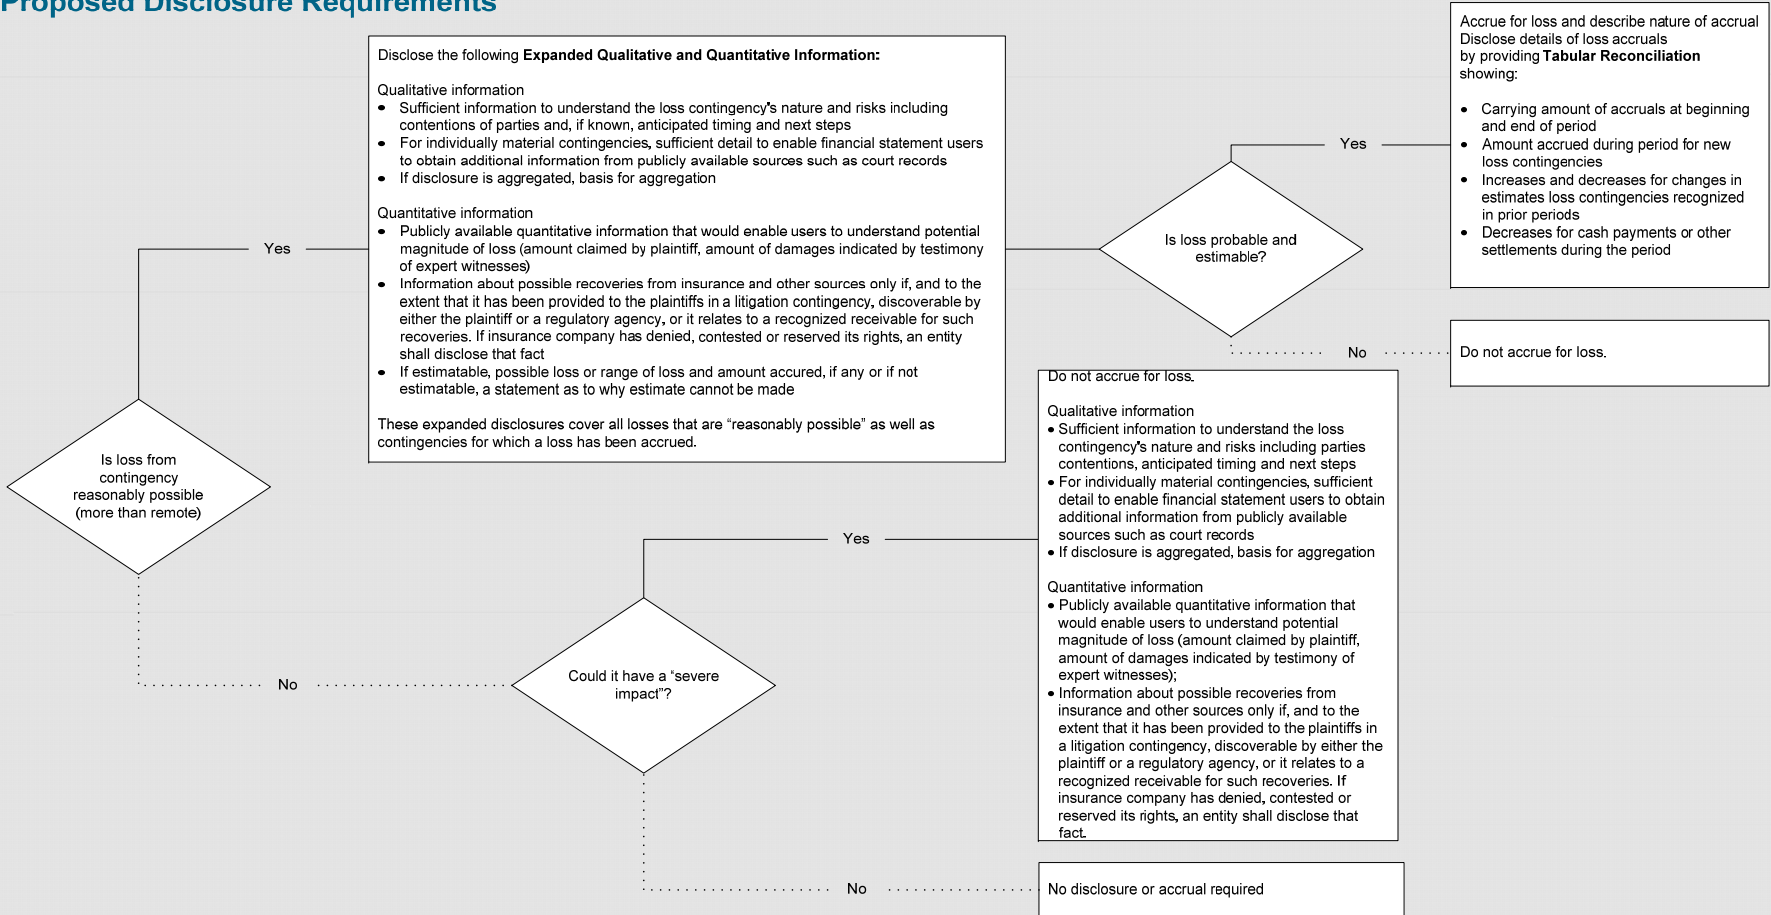 Proposed Disclosure Requirements
Disclose the following Expanded Qualitative and Quantitative Information:
Qualitative information
• Sufficient information to understand the loss contingency's nature and risks including
contentions of parties and, if known, anticipated timing and next steps
• For individually material contingencies, sufficient detail to enable financial statement users
to obtain additional information from publicly available sources such as court records
• If disclosure is aggregated, basis for aggregation
Quantitative information
• Publicly available quantitative information that would enable users to understand potential
magnitude of loss (amount claimed by plaintiff, amount of damages indicated by testimony
of expert witnesses)
• Information about possible recoveries from insurance and other sources only if, and to the
extent that it has been provided to the plaintiffs in a litigation contingency, discoverable by
either the plaintiff or a regulatory agency, or it relates to a recognized receivable for such
recoveries. If insurance company has denied, contested or reserved its rights, an entity
shall disclose that fact
• If estimatable, possible loss or range of loss and amount accured, if any or if not
estimatable, a statement as to why estimate cannot be made
These expanded disclosures cover all losses that are “reasonably possible” as well as
contingencies for which a loss has been accrued.
Accrue for loss and describe nature of accrual
Disclose details of loss accruals
by providing Tabular Reconciliation
showing:
• Carrying amount of accruals at beginning
and end of period
• Amount accrued during period for new
loss contingencies
• Increases and decreases for changes in
estimates loss contingencies recognized
in prior periods
• Decreases for cash payments or other
settlements during the period
Yes
Yes
Is loss probable and
estimable?
No
Do not accrue for loss.
Is loss from
contingency
reasonably possible
(more than remote)
Do not accrue for loss.
Qualitative information
• Sufficient information to understand the loss
contingency's nature and risks including parties
contentions, anticipated timing and next steps
• For individually material contingencies, sufficient
detail to enable financial statement users to obtain
additional information from publicly available
sources such as court records
• If disclosure is aggregated, basis for aggregation
Quantitative information
• Publicly available quantitative information that
would enable users to understand potential
magnitude of loss (amount claimed by plaintiff,
amount of damages indicated by testimony of
expert witnesses);
• Information about possible recoveries from
insurance and other sources only if, and to the
extent that it has been provided to the plaintiffs in
a litigation contingency, discoverable by either the
plaintiff or a regulatory agency, or it relates to a
recognized receivable for such recoveries. If
insurance company has denied, contested or
reserved its rights, an entity shall disclose that
fact.
Yes
No
Could it have a “severe
impact”?
No
No disclosure or accrual required